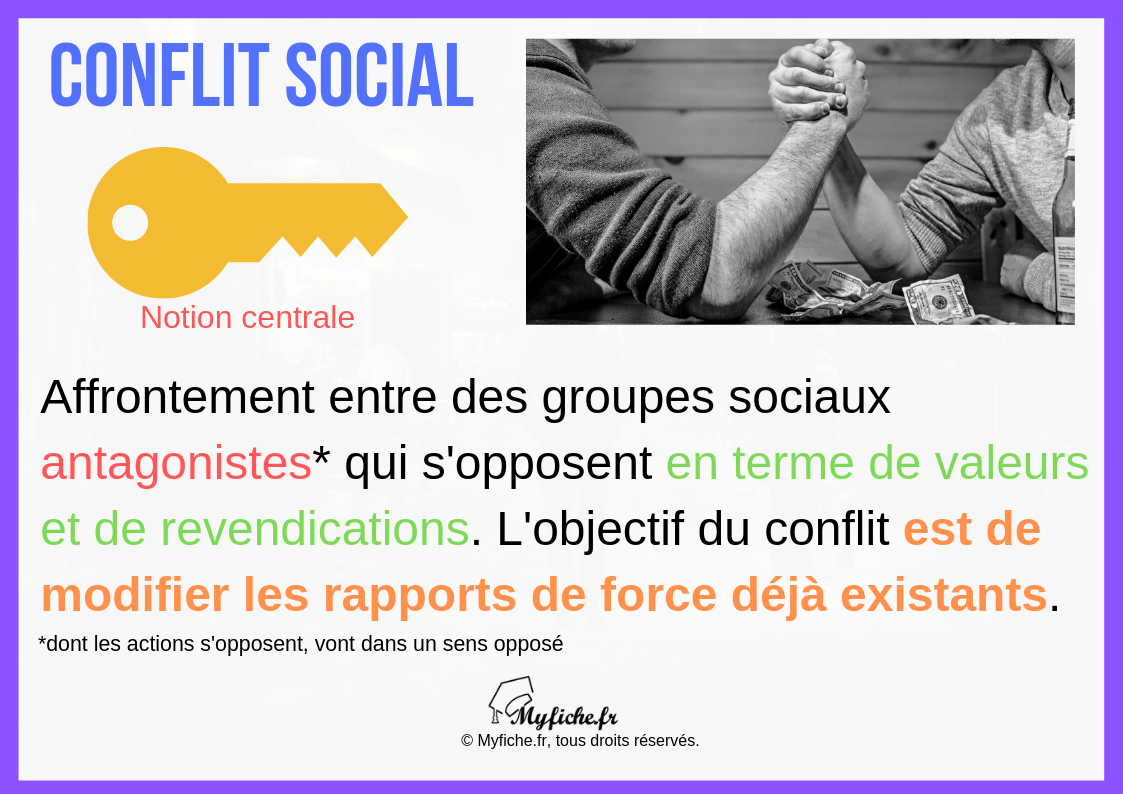 CONFLIT SOCIAL
Notion centrale
Affrontement entre des groupes sociaux
antagonistes* qui s'opposent en terme de valeurs
et de revendications. L'objectif du conflit est de
modifier les rapports de force déjà existants.
*dont les actions s'opposent, vont dans un sens opposé
Myfiche.fr
© Myfiche.fr, tous droits réservés.